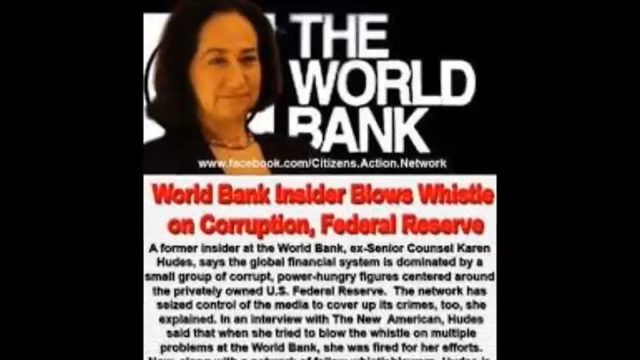 THE
WORLD
BANK
www.facebook.com/Citizens.Action.Network
World Bank Insider Blows Whistle
on Corruption, Federal Reserve
A former insider at the World Bank, ex-Senior Counsel Karen
Hudes, says the global financial system is dominated by a
small group of corrupt, power-hungry figures centered around
the privately owned U.S. Federal Reserve. The network has
seized control of the media to cover up its crimes, too, she
explained. In an interview with The New American, Hudes
said that when she tried to blow the whistle on multiple
problems at the World Bank, she was fired for her efforts.